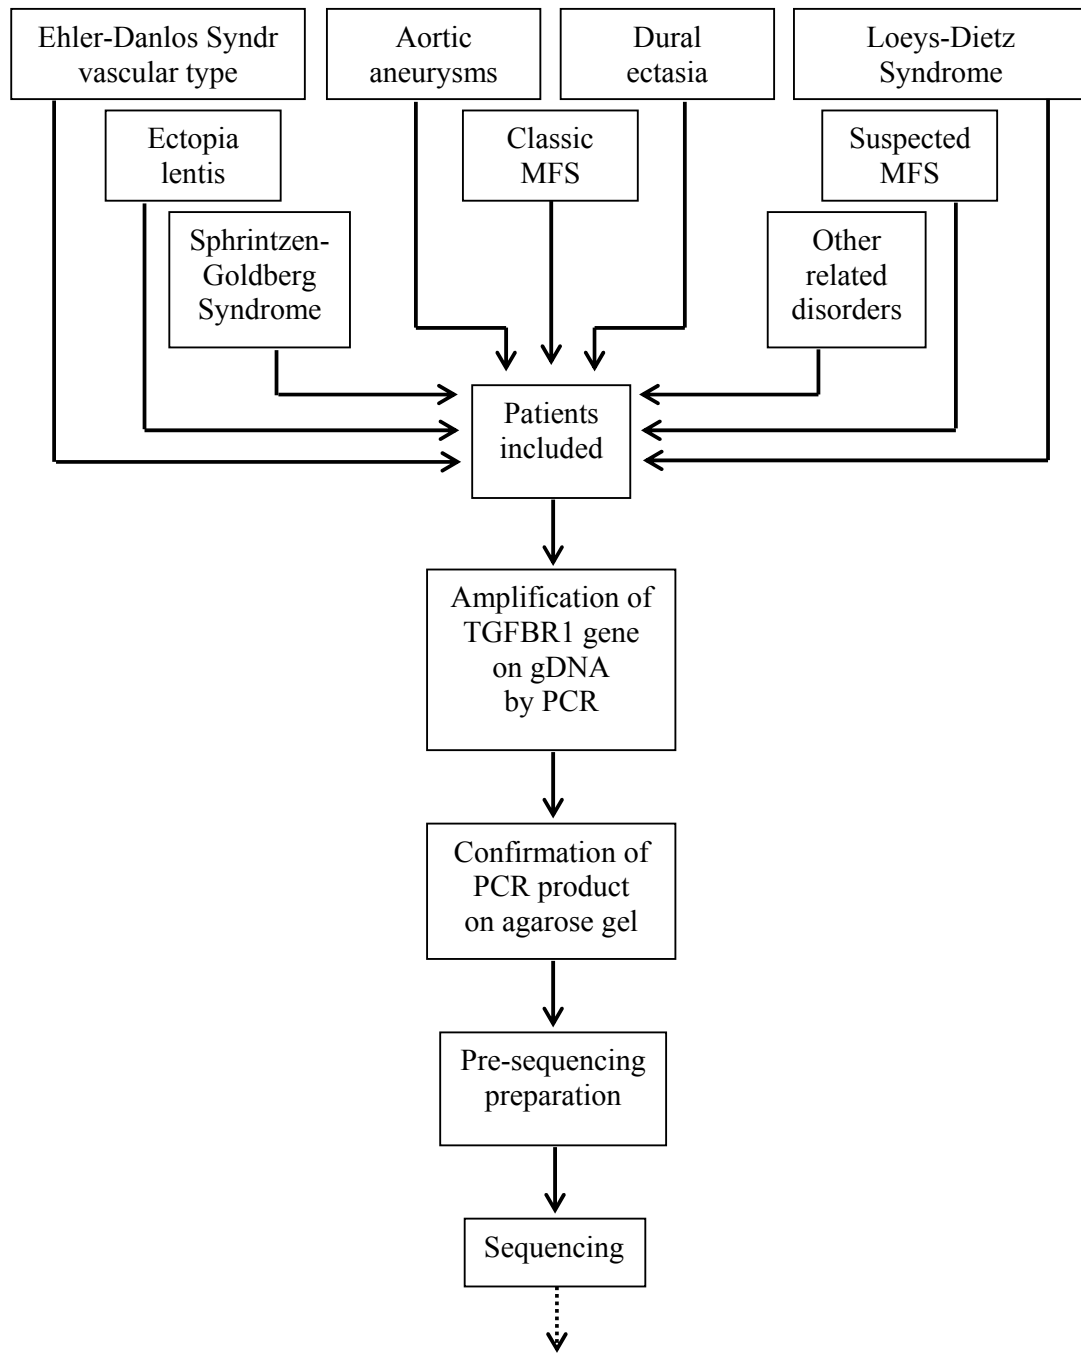 Ehler-Danlos Syndr
vascular type
Aortic
aneurysms
Dural
ectasia
Loeys-Dietz
Syndrome
Ectopia
lentis
Classic
MFS
Suspected
MFS
Sphrintzen-
Goldberg
Syndrome
Other
related
disorders
Patients
included
Amplification of
TGFBR1 gene
on gDNA
by PCR
Confirmation of
PCR product
on agarose gel
Pre-sequencing
preparation
Sequencing